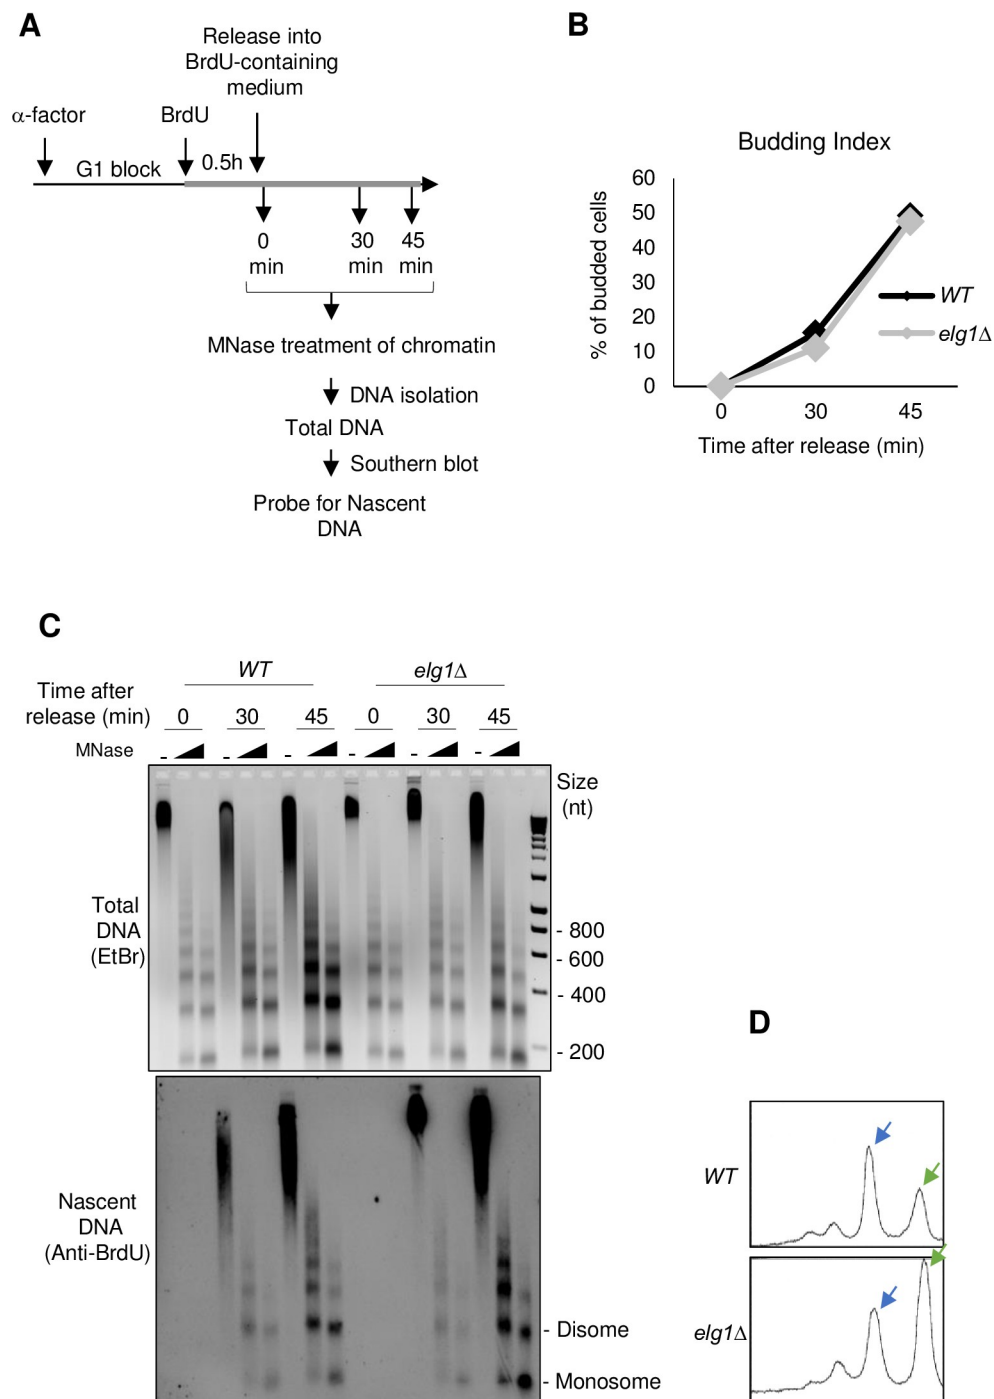 A
Release into
BrdU-containing
medium
α-factor
BrdU
G1 block
0.5h
0 min
30 min
45 min
MNase treatment of chromatin
DNA isolation
Total DNA
Southern blot
Probe for Nascent
DNA
B
Budding Index
% of budded cells
60
50
40
30
20
10
0
0 30 45
Time after release (min)
WT
elg1Δ
C
WT elg1Δ
Time after
release (min)
0 30 45 0 30 45
MNase - - - - - -
Size
(nt)
Total
DNA
(EtBr)
- 800
- 600
- 400
- 200
Nascent
DNA
(Anti-BrdU)
- Disome
- Monosome
D
WT
elg1Δ